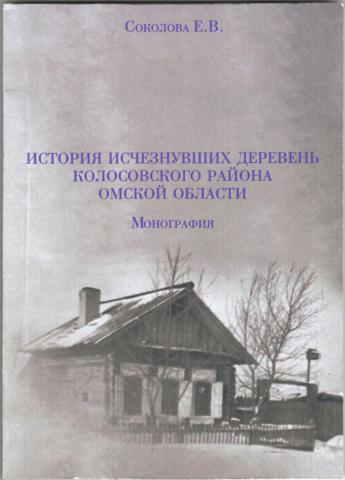 Соколова Е.В.
ИСТОРИЯ ИСЧЕЗНУВШИХ ДЕРЕВЕНЬ
КОЛОСОВСКОГО РАЙОНА
ОМСКОЙ ОБЛАСТИ
Монография